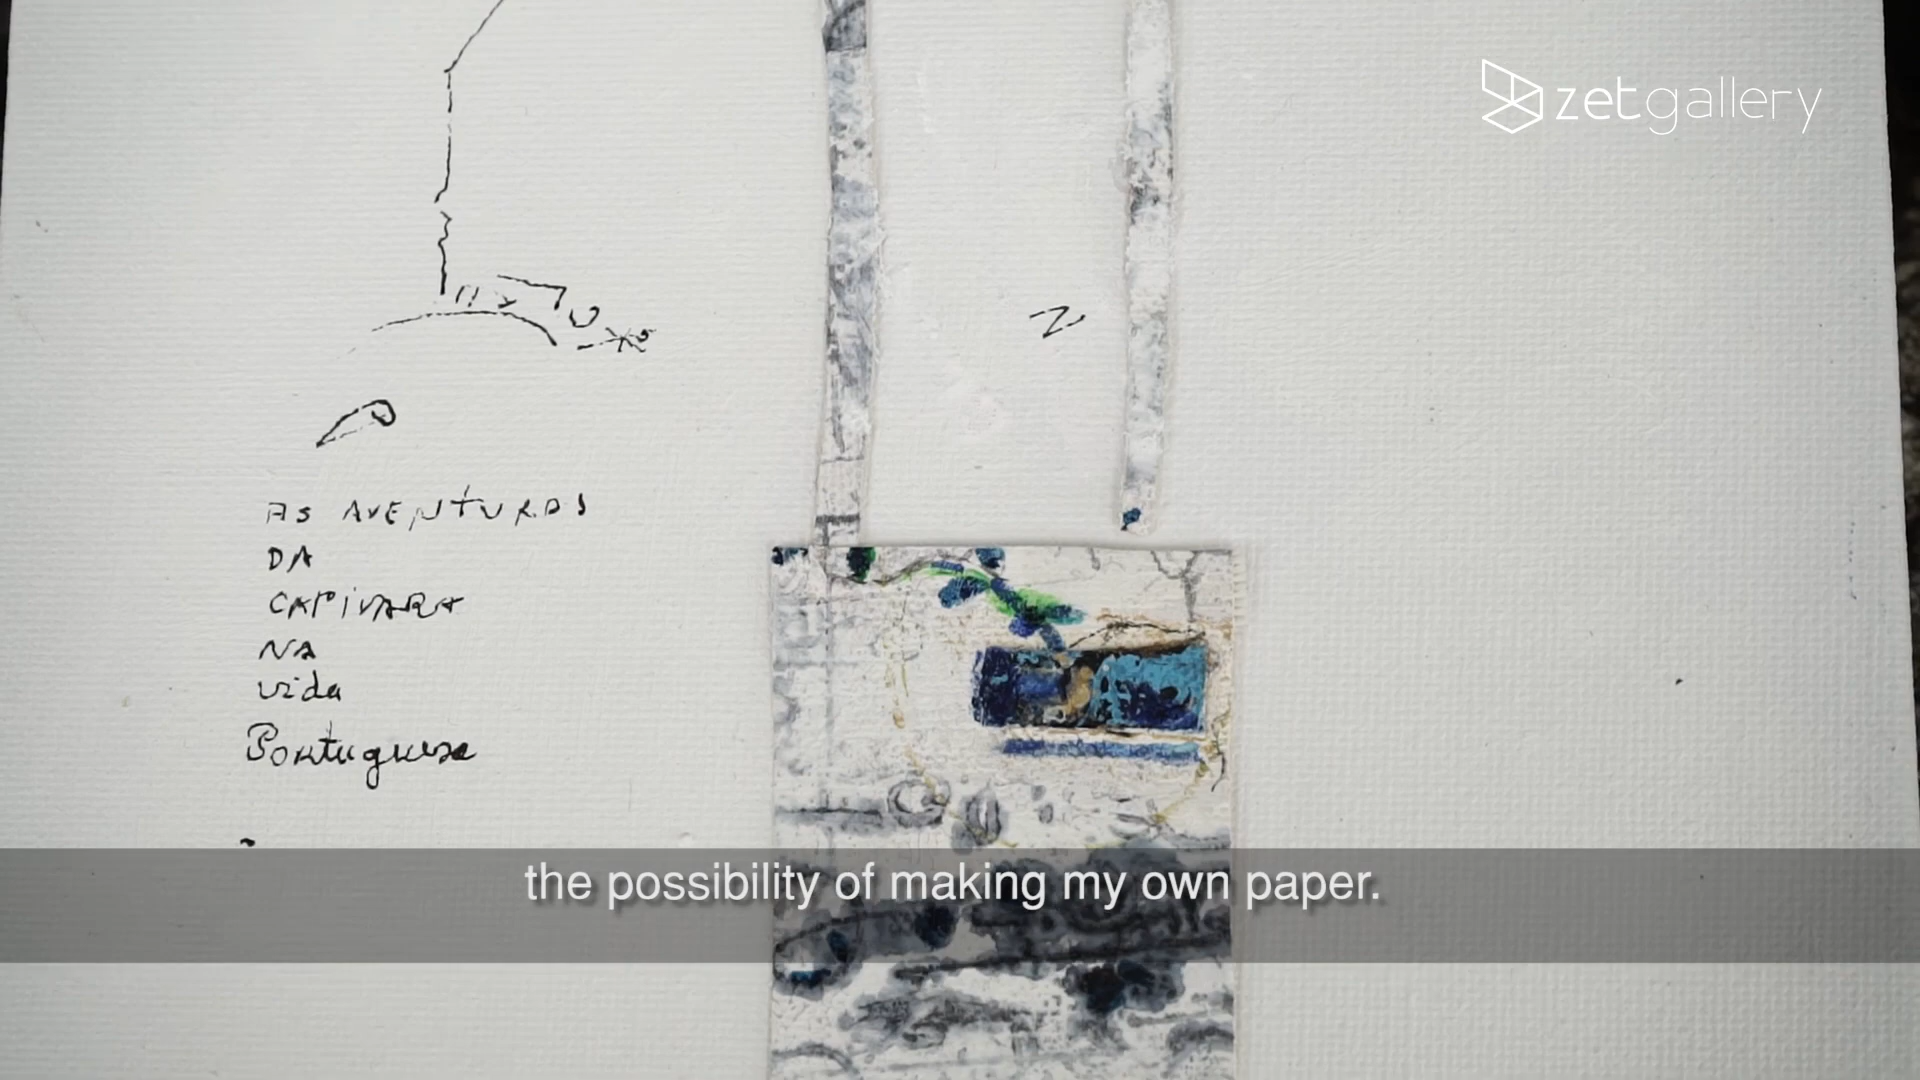 zetgallery
N
AS AVENTURAS
DA
CAPIVARA
NA
vida
Portuguesa
the possibility of making my own paper.